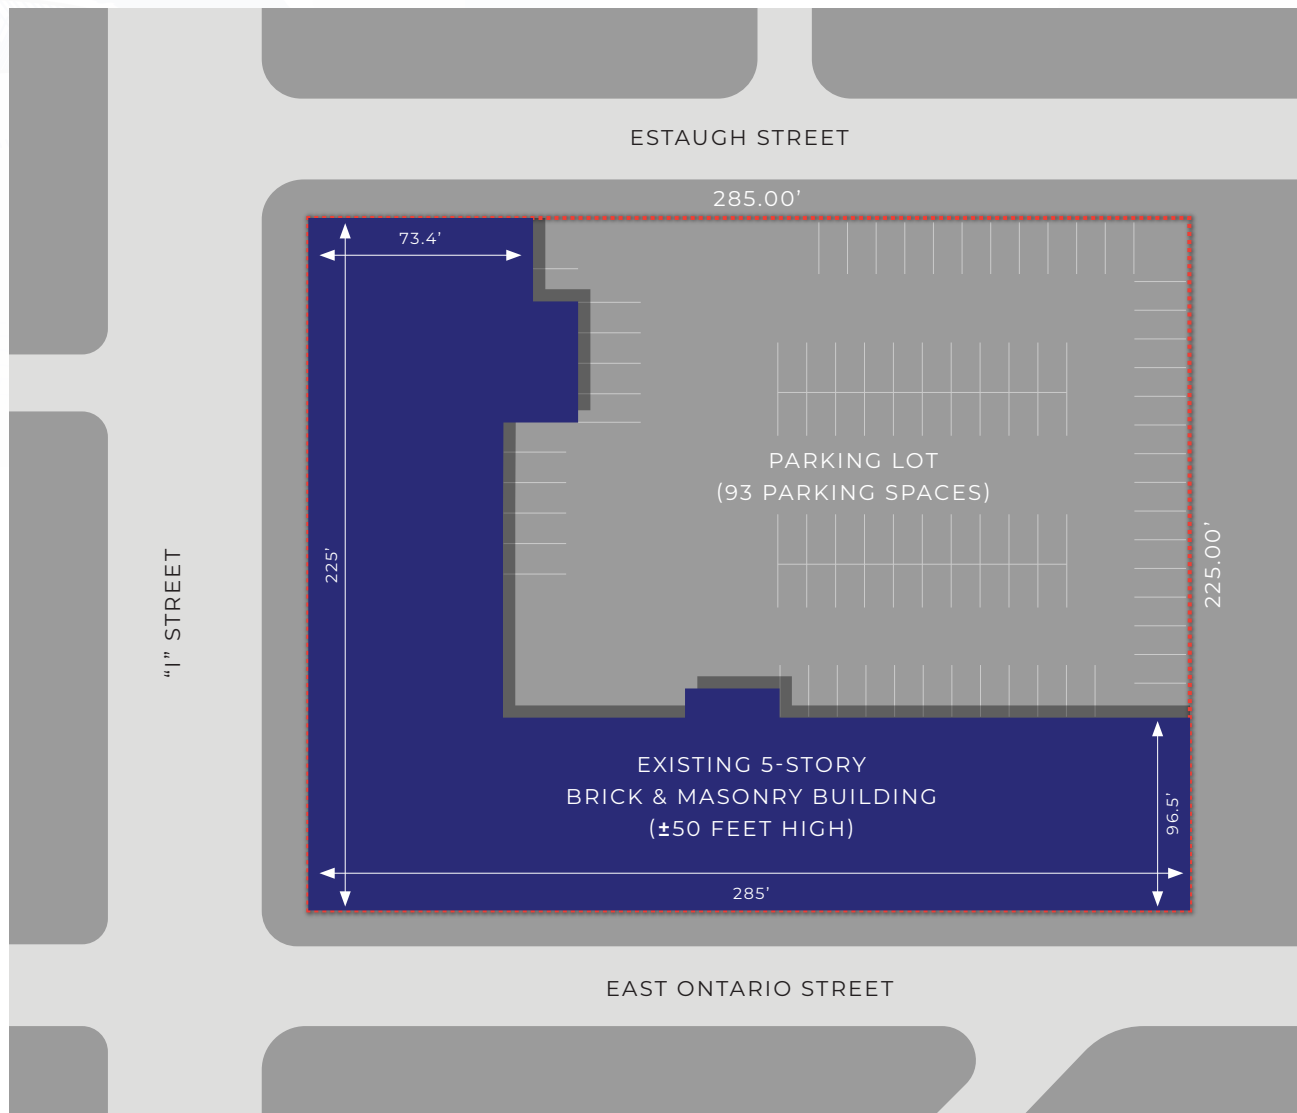 ESTAUGH STREET
285.00’
73.4’
PARKING LOT
(93 PARKING SPACES)
225’
225.00’
“I” STREET
EXISTING 5-STORY
BRICK & MASONRY BUILDING
(±50 FEET HIGH)
96.5’
285’
EAST ONTARIO STREET